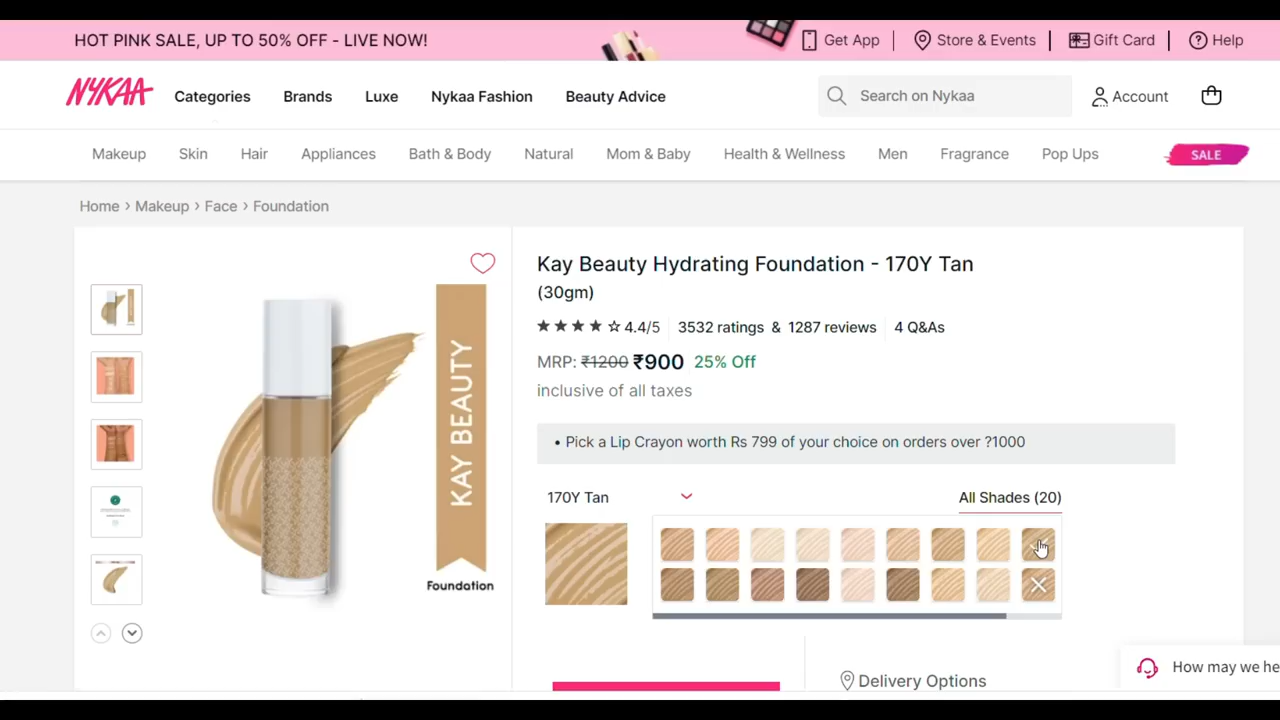 HOT PINK SALE, UP TO 50% OFF - LIVE NOW!
Get App
Store & Events
Gift Card
Help
NYKAA
Categories
Brands
Luxe
Nykaa Fashion
Beauty Advice
Search on Nykaa
Account
Makeup
Skin
Hair
Appliances
Bath & Body
Natural
Mom & Baby
Health & Wellness
Men
Fragrance
Pop Ups
SALE
Home › Makeup › Face › Foundation
KAY BEAUTY
Foundation
Kay Beauty Hydrating Foundation - 170Y Tan
(30gm)
4.4/5
3532 ratings & 1287 reviews
4 Q&As
MRP: ₹1200 ₹900 25% Off
inclusive of all taxes
• Pick a Lip Crayon worth Rs 799 of your choice on orders over ?1000
170Y Tan
All Shades (20)
Delivery Options
How may we he